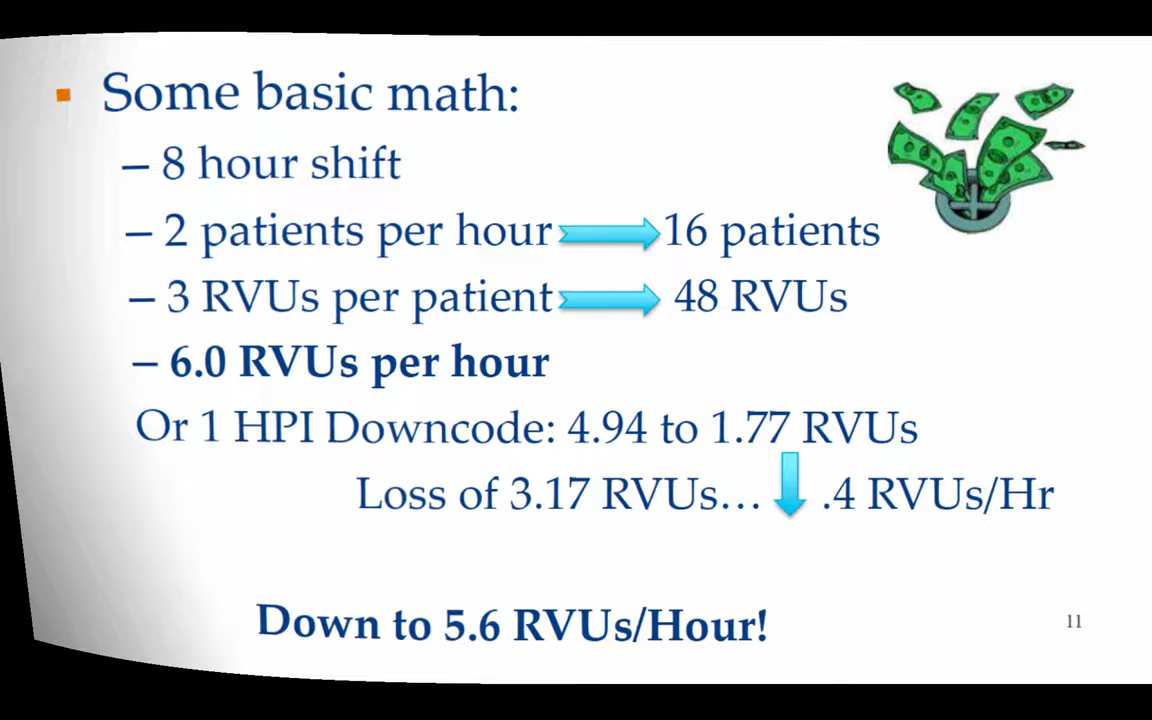 Some basic math:
– 8 hour shift
– 2 patients per hour 16 patients
– 3 RVUs per patient 48 RVUs
– 6.0 RVUs per hour
Or 1 HPI Downcode: 4.94 to 1.77 RVUs
Loss of 3.17 RVUs… .4 RVUs/Hr
Down to 5.6 RVUs/Hour!
11